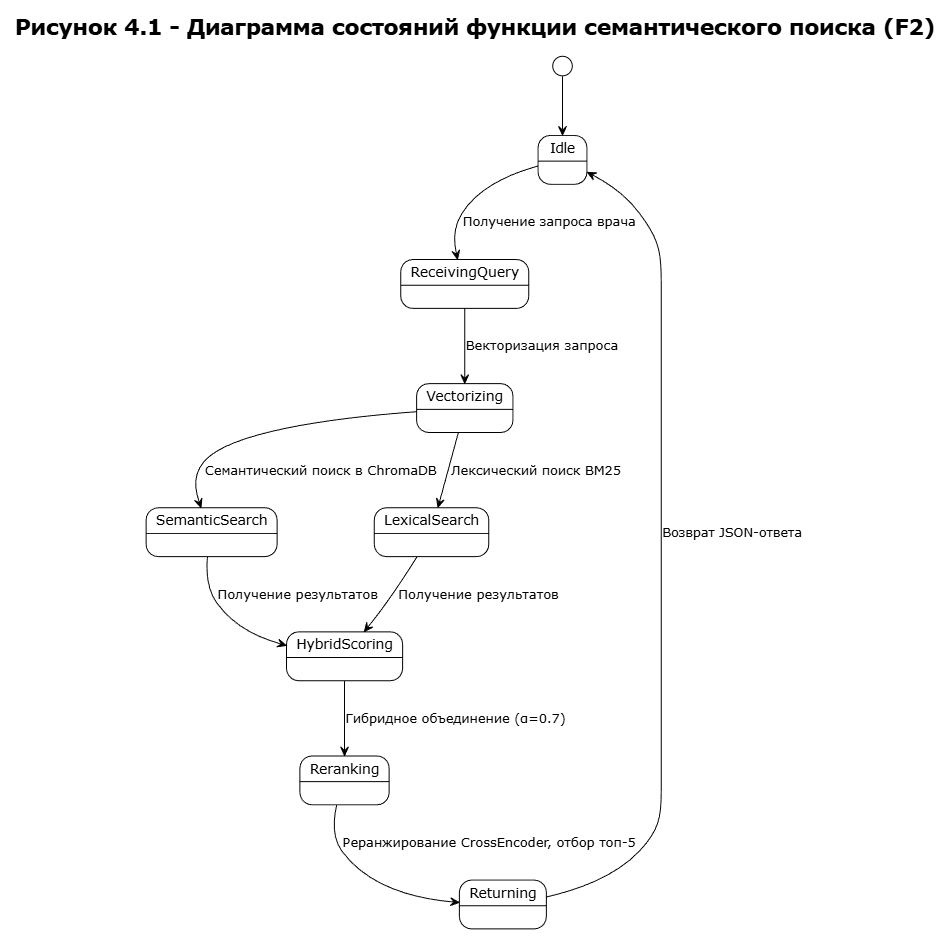 Рисунок 4.1 - Диаграмма состояний функции семантического поиска (F2)
Idle
Получение запроса врача
ReceivingQuery
Векторизация запроса
Vectorizing
Семантический поиск в ChromaDB
Лексический поиск BM25
SemanticSearch
LexicalSearch
Возврат JSON-ответа
Получение результатов
Получение результатов
HybridScoring
Гибридное объединение (α=0.7)
Reranking
Реранжирование CrossEncoder, отбор топ-5
Returning